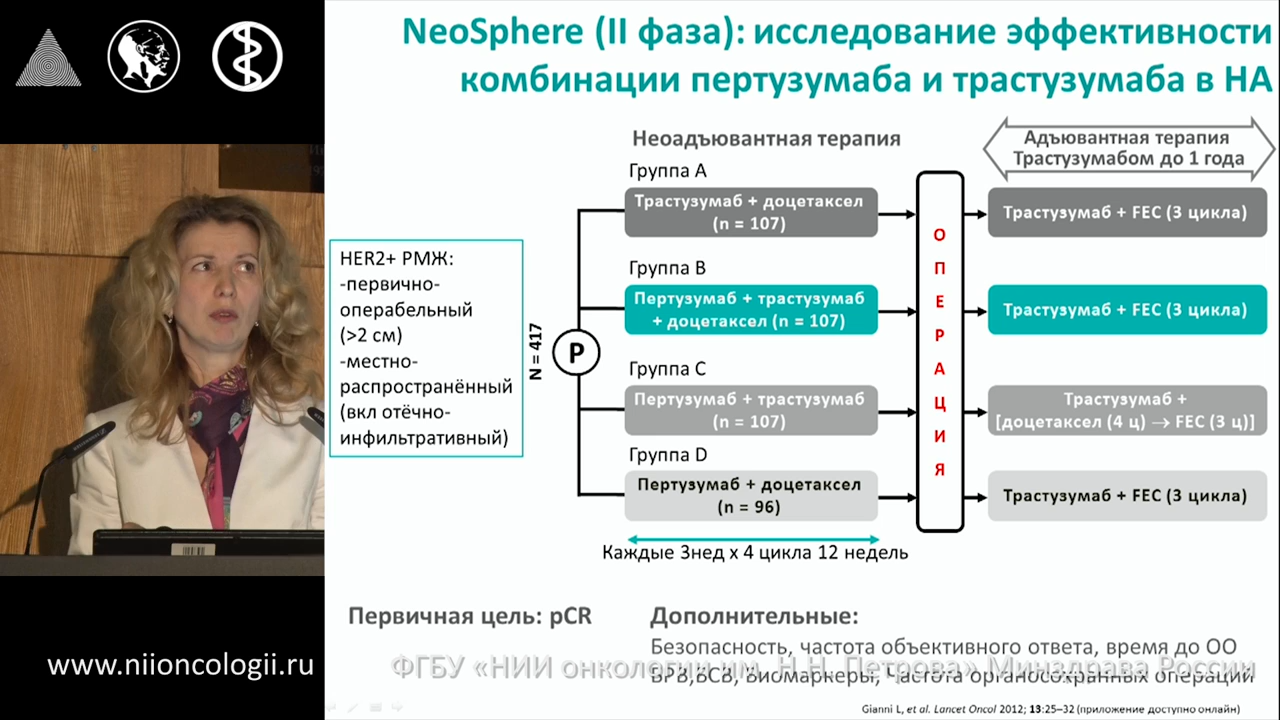 NeoSphere (II фаза): исследование эффективности
комбинации пертузумаба и трастузумаба в НА
Неоадъювантная терапия
Адъювантная терапия
Трастузумабом до 1 года
Группа A
Трастузумаб + доцетаксел
(n = 107)
Трастузумаб + FEC (3 цикла)
HER2+ РМЖ:
-первично-
операбельный
(>2 см)
-местно-
распространённый
(вкл отёчно-
инфильтративный)
N = 417
Р
Группа B
Пертузумаб + трастузумаб
+ доцетаксел (n = 107)
Трастузумаб + FEC (3 цикла)
Группа C
Пертузумаб + трастузумаб
(n = 107)
Трастузумаб +
[доцетаксел (4 ц) → FEC (3 ц)]
Группа D
Пертузумаб + доцетаксел
(n = 96)
Трастузумаб + FEC (3 цикла)
ОПЕРАЦИЯ
Каждые 3нед х 4 цикла 12 недель
Первичная цель: pCR
Дополнительные:
Безопасность, частота объективного ответа, время до ОО
ВРВ,БСВ, Биомаркеры, Частота органосохранных операций
ФГБУ «НИИ онкологии им. Н.Н. Петрова» Минздрава России
Gianni L, et al. Lancet Oncol 2012; 13:25–32 (приложение доступно онлайн)
www.niioncologii.ru